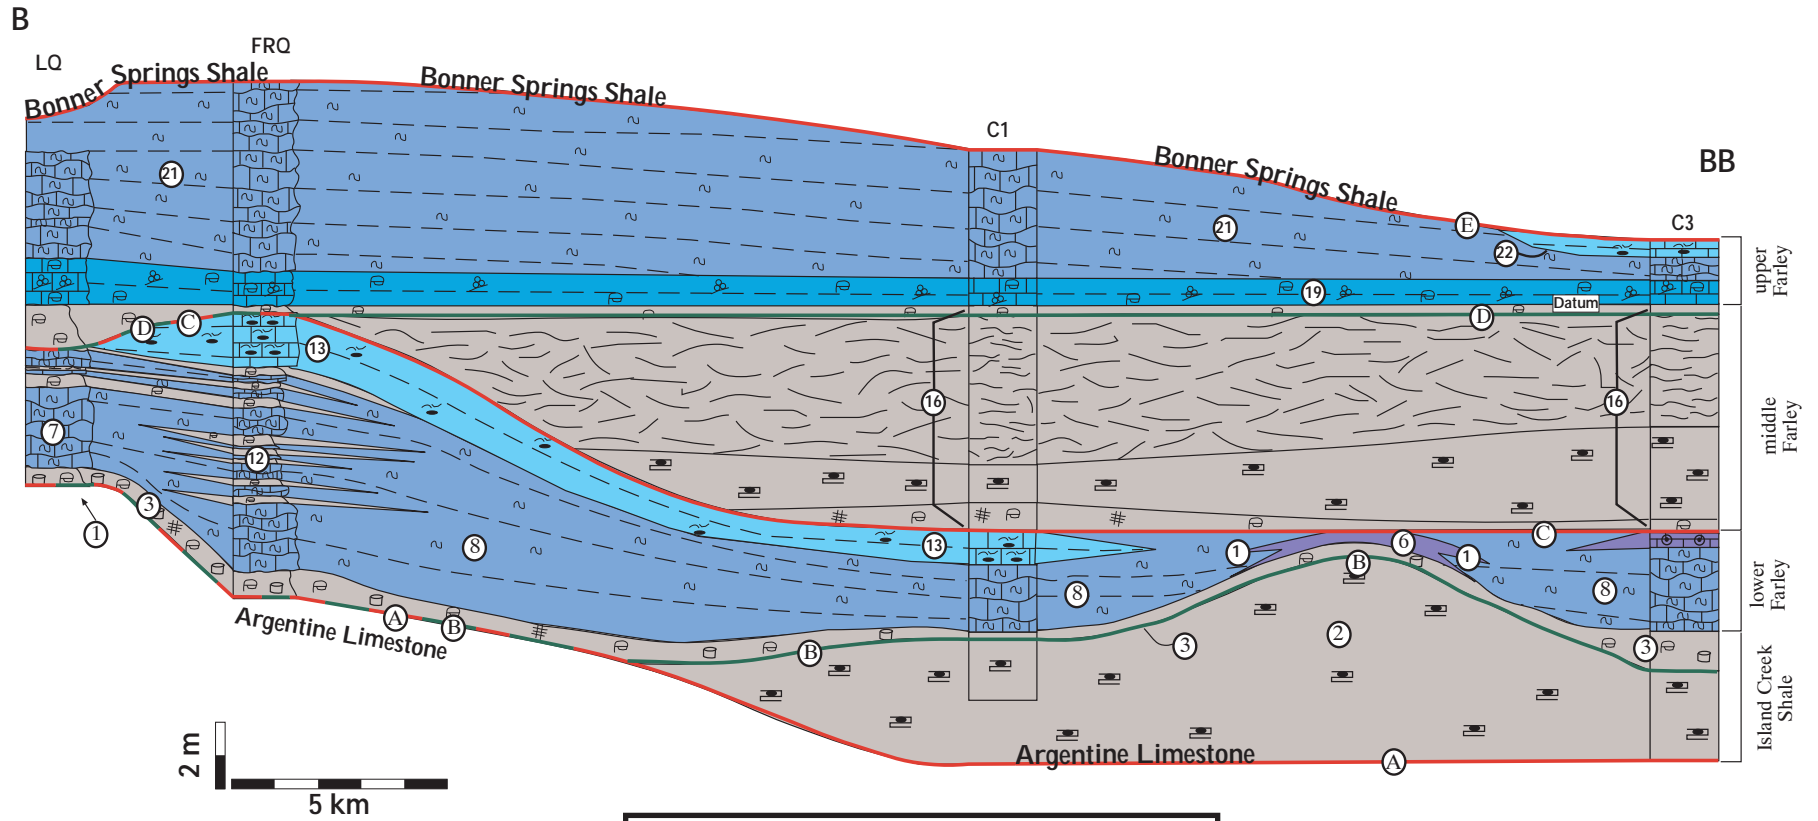 B
LQ
FRQ
Bonner Springs Shale
Bonner Springs Shale
C1
Bonner Springs Shale
BB
C3
21
21
E
22
19
Datum
upper
Farley
D
C
D
13
16
16
middle
Farley
7
12
3
1
8
13
1
6
1
C
B
8
8
lower
Farley
A
B
B
3
2
3
Argentine Limestone
Island Creek
Shale
Argentine Limestone
A
2 m
5 km